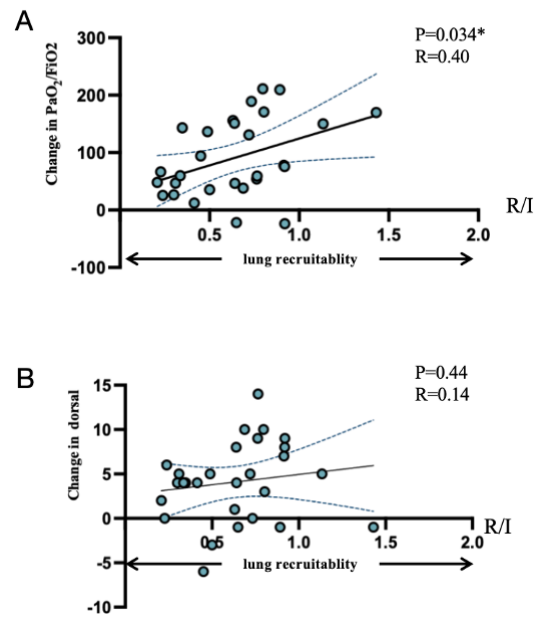 A
P=0.034*
R=0.40
Change in PaO2/FiO2
300
200
100
0
-100
0.5 1.0 1.5 2.0
R/I
lung recruitablity
B
P=0.44
R=0.14
Change in dorsal
15
10
5
0
-5
-10
0.5 1.0 1.5 2.0
R/I
lung recruitablity